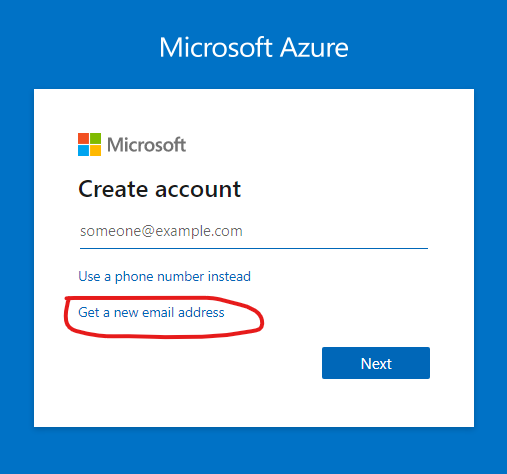 Microsoft Azure
Microsoft
Create account
someone@example.com
Use a phone number instead
Get a new email address
Next